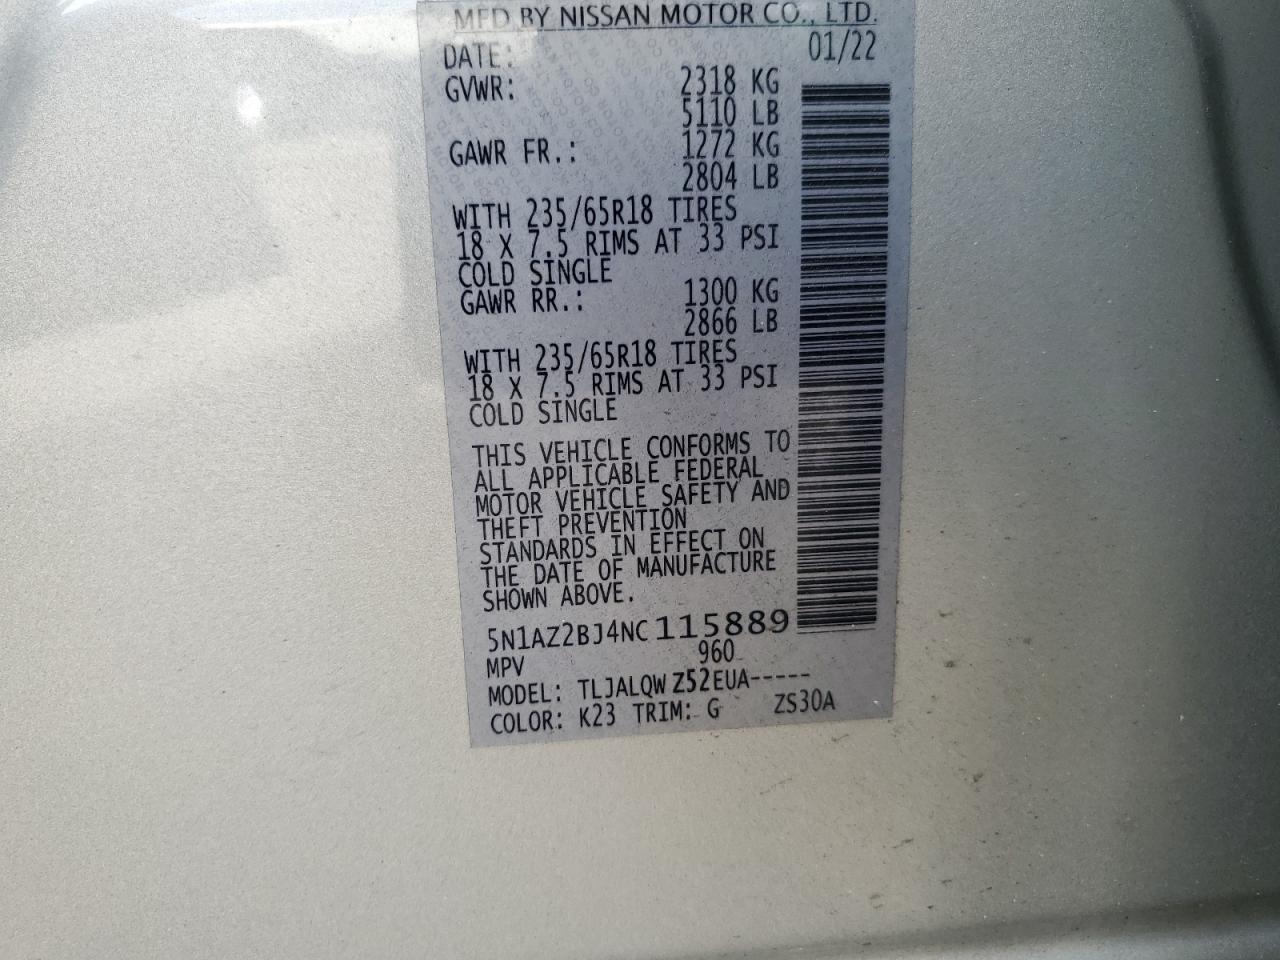 MFD BY NISSAN MOTOR CO., LTD.
DATE: 01/22
GVWR: 2318 KG
5110 LB
GAWR FR.: 1272 KG
2804 LB
WITH 235/65R18 TIRES
18 X 7.5 RIMS AT 33 PSI
COLD SINGLE
GAWR RR.: 1300 KG
2866 LB
WITH 235/65R18 TIRES
18 X 7.5 RIMS AT 33 PSI
COLD SINGLE
THIS VEHICLE CONFORMS TO
ALL APPLICABLE FEDERAL
MOTOR VEHICLE SAFETY AND
THEFT PREVENTION
STANDARDS IN EFFECT ON
THE DATE OF MANUFACTURE
SHOWN ABOVE.
5N1AZ2BJ4NC115889
MPV 960
MODEL: TLJALQW Z52EUA-----
COLOR: K23 TRIM: G ZS30A